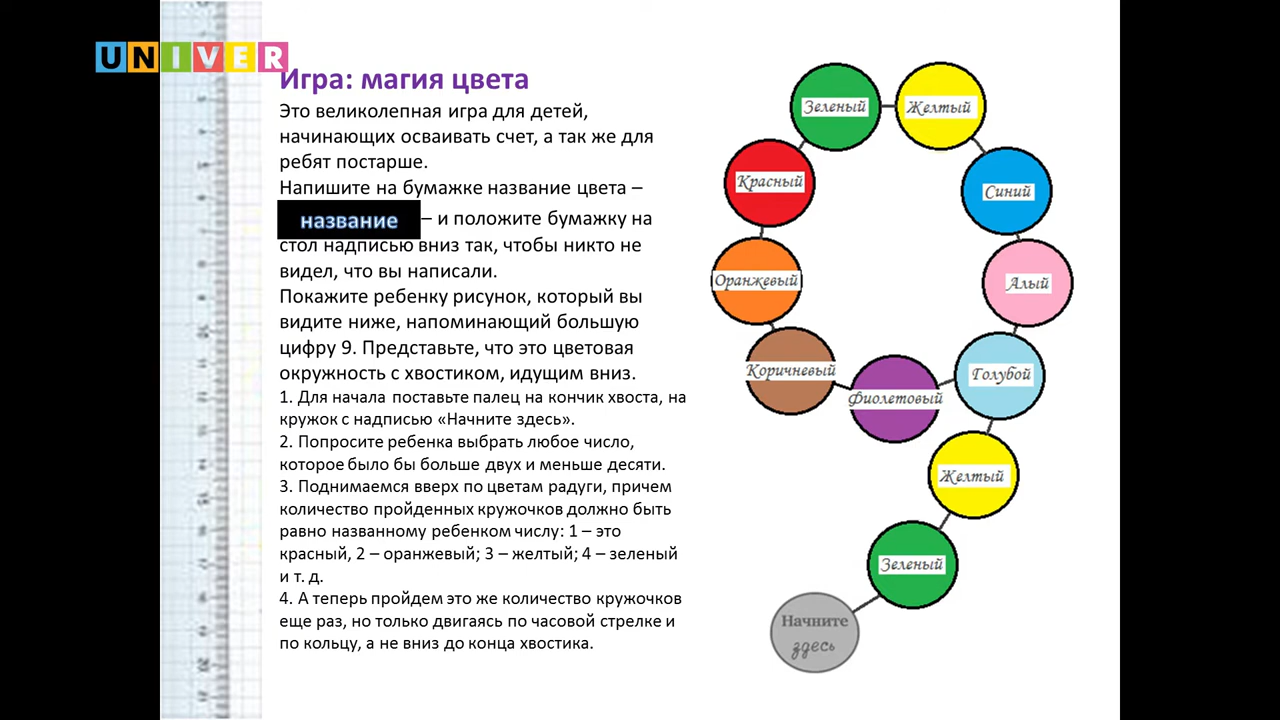 UNIVER
Игра: магия цвета
Это великолепная игра для детей,
начинающих осваивать счет, а так же для
ребят постарше.
Напишите на бумажке название цвета –
название – и положите бумажку на
стол надписью вниз так, чтобы никто не
видел, что вы написали.
Покажите ребенку рисунок, который вы
видите ниже, напоминающий большую
цифру 9. Представьте, что это цветовая
окружность с хвостиком, идущим вниз.
1. Для начала поставьте палец на кончик хвоста, на
кружок с надписью «Начните здесь».
2. Попросите ребенка выбрать любое число,
которое было бы больше двух и меньше десяти.
3. Поднимаемся вверх по цветам радуги, причем
количество пройденных кружочков должно быть
равно названному ребенком числу: 1 – это
красный, 2 – оранжевый; 3 – желтый; 4 – зеленый
и т. д.
4. А теперь пройдем это же количество кружочков
еще раз, но только двигаясь по часовой стрелке и
по кольцу, а не вниз до конца хвостика.
Зеленый
Желтый
Красный
Синий
Оранжевый
Алый
Коричневый
Фиолетовый
Голубой
Желтый
Зеленый
Начните
здесь